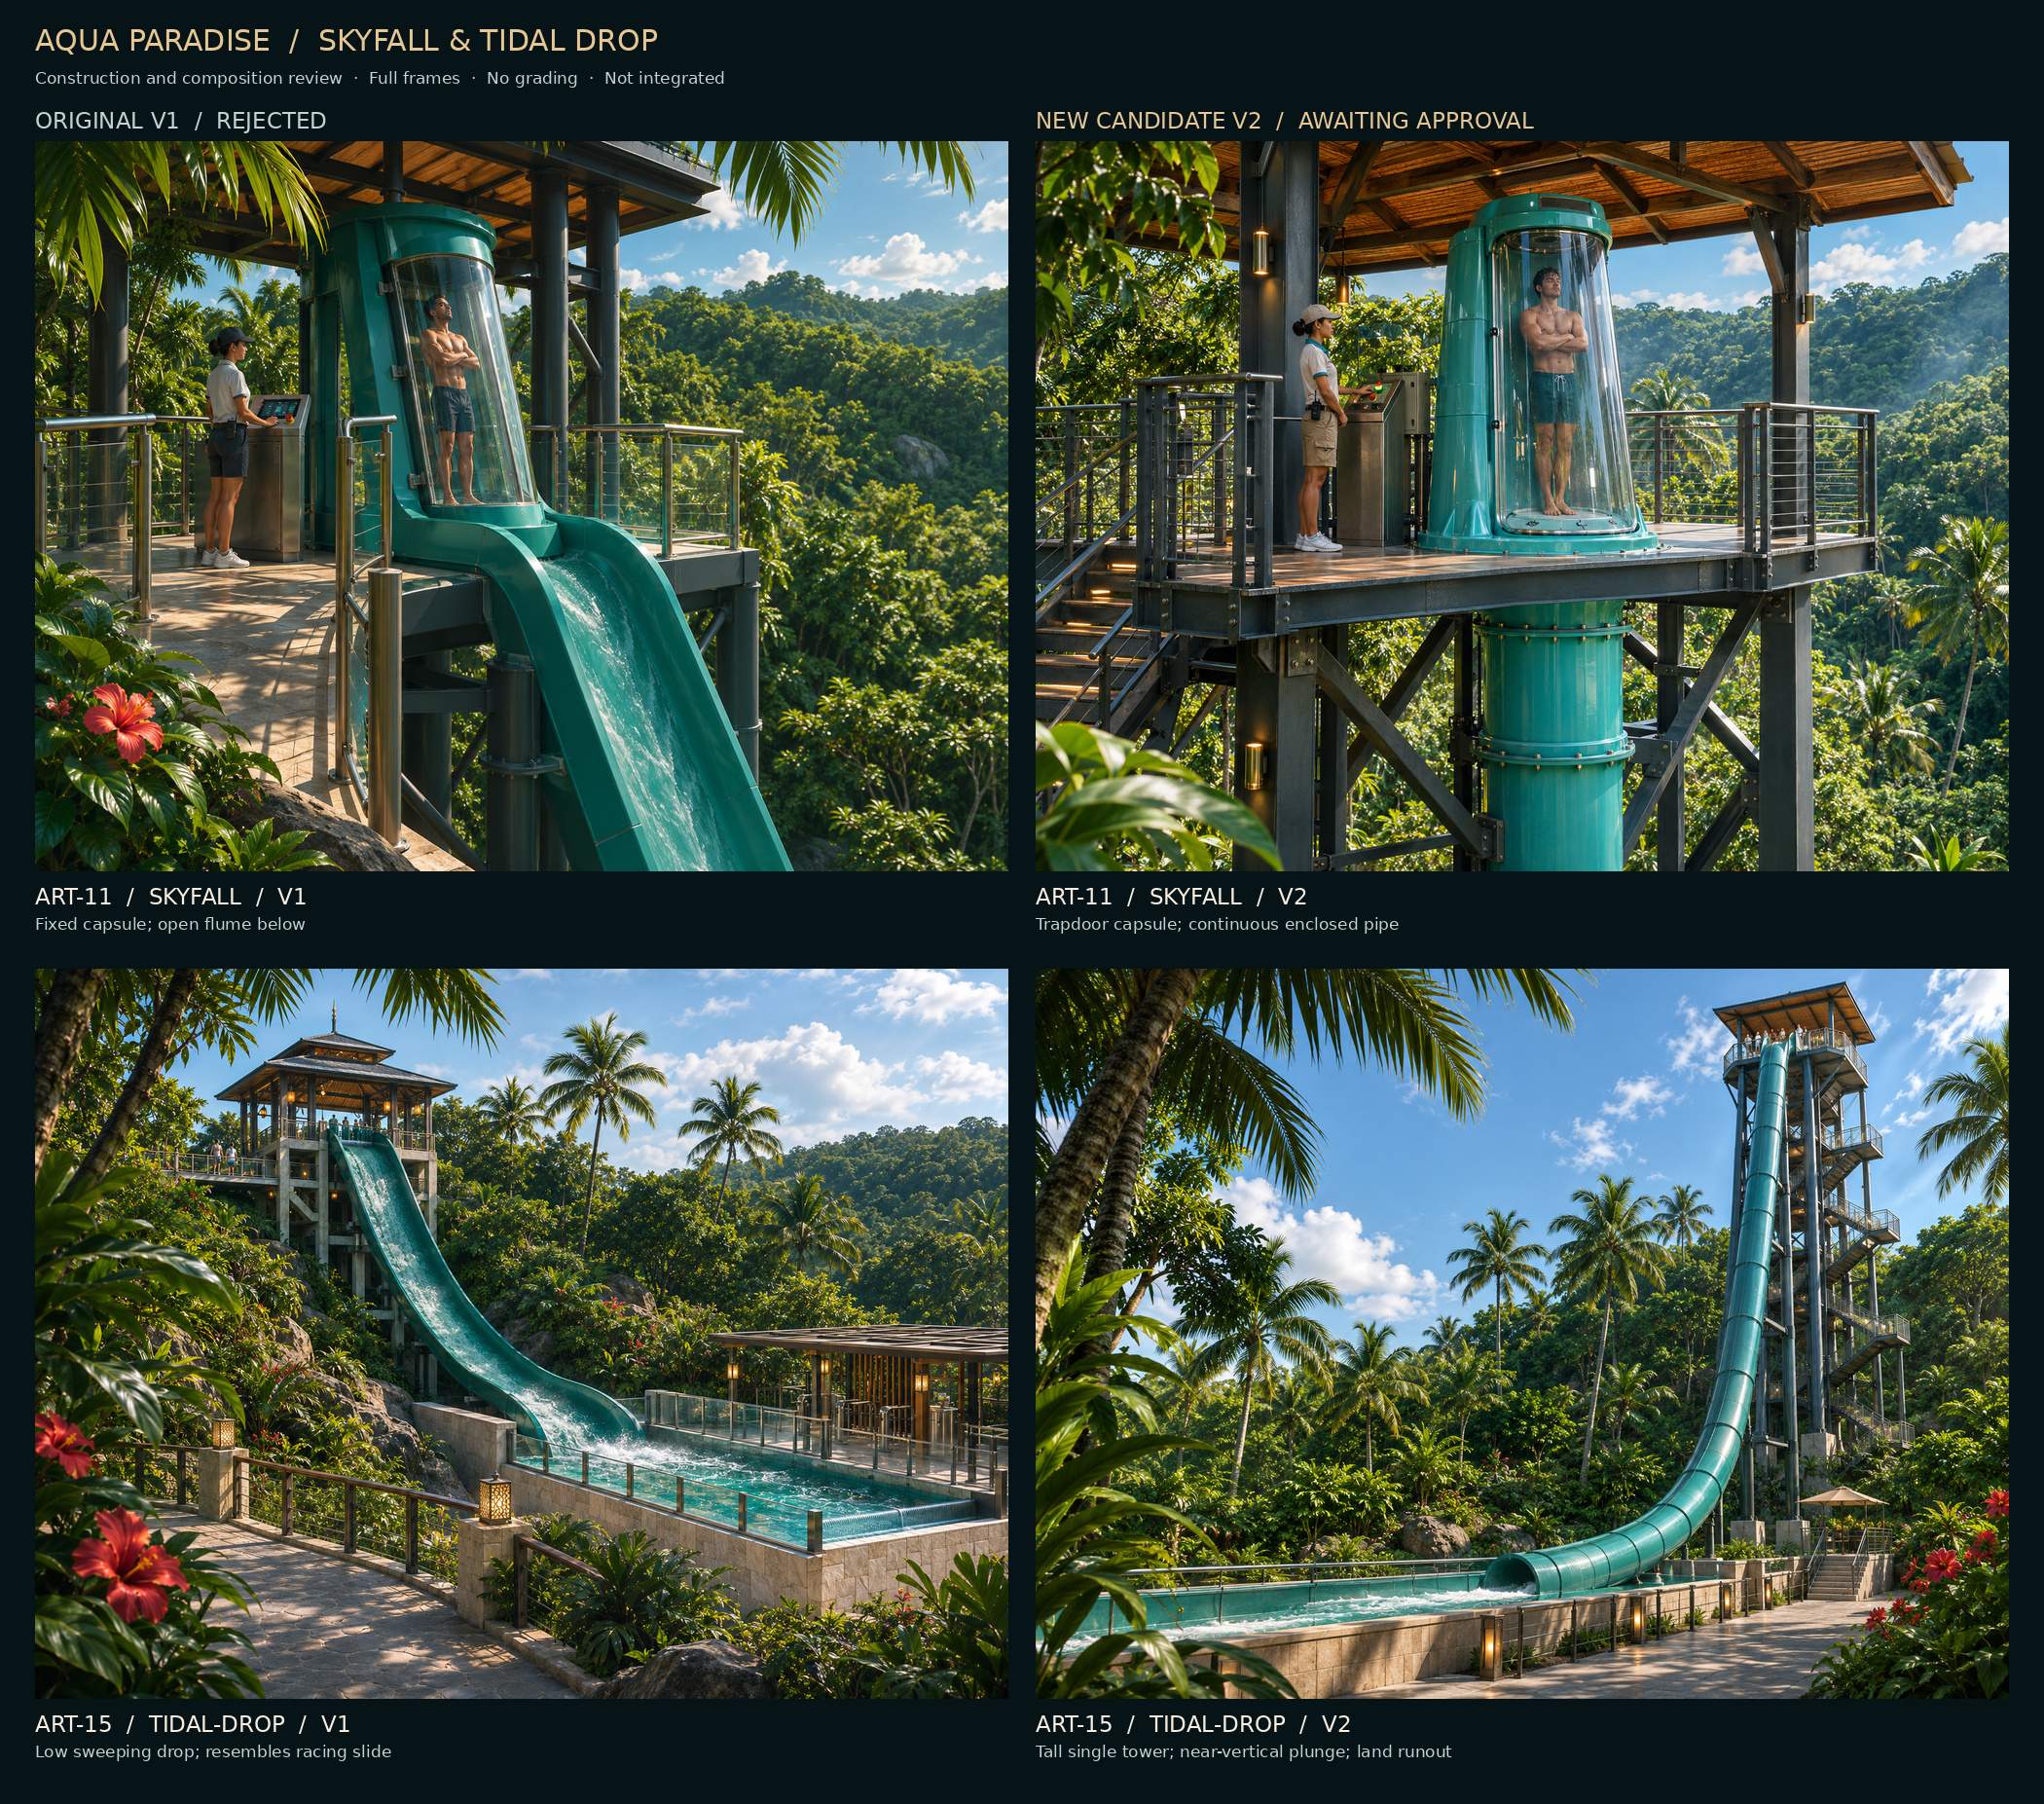 AQUA PARADISE / SKYFALL & TIDAL DROP
Construction and composition review · Full frames · No grading · Not integrated
ORIGINAL V1 / REJECTED
NEW CANDIDATE V2 / AWAITING APPROVAL
ART-11 / SKYFALL / V1
Fixed capsule; open flume below
ART-11 / SKYFALL / V2
Trapdoor capsule; continuous enclosed pipe
ART-15 / TIDAL-DROP / V1
Low sweeping drop; resembles racing slide
ART-15 / TIDAL-DROP / V2
Tall single tower; near-vertical plunge; land runout